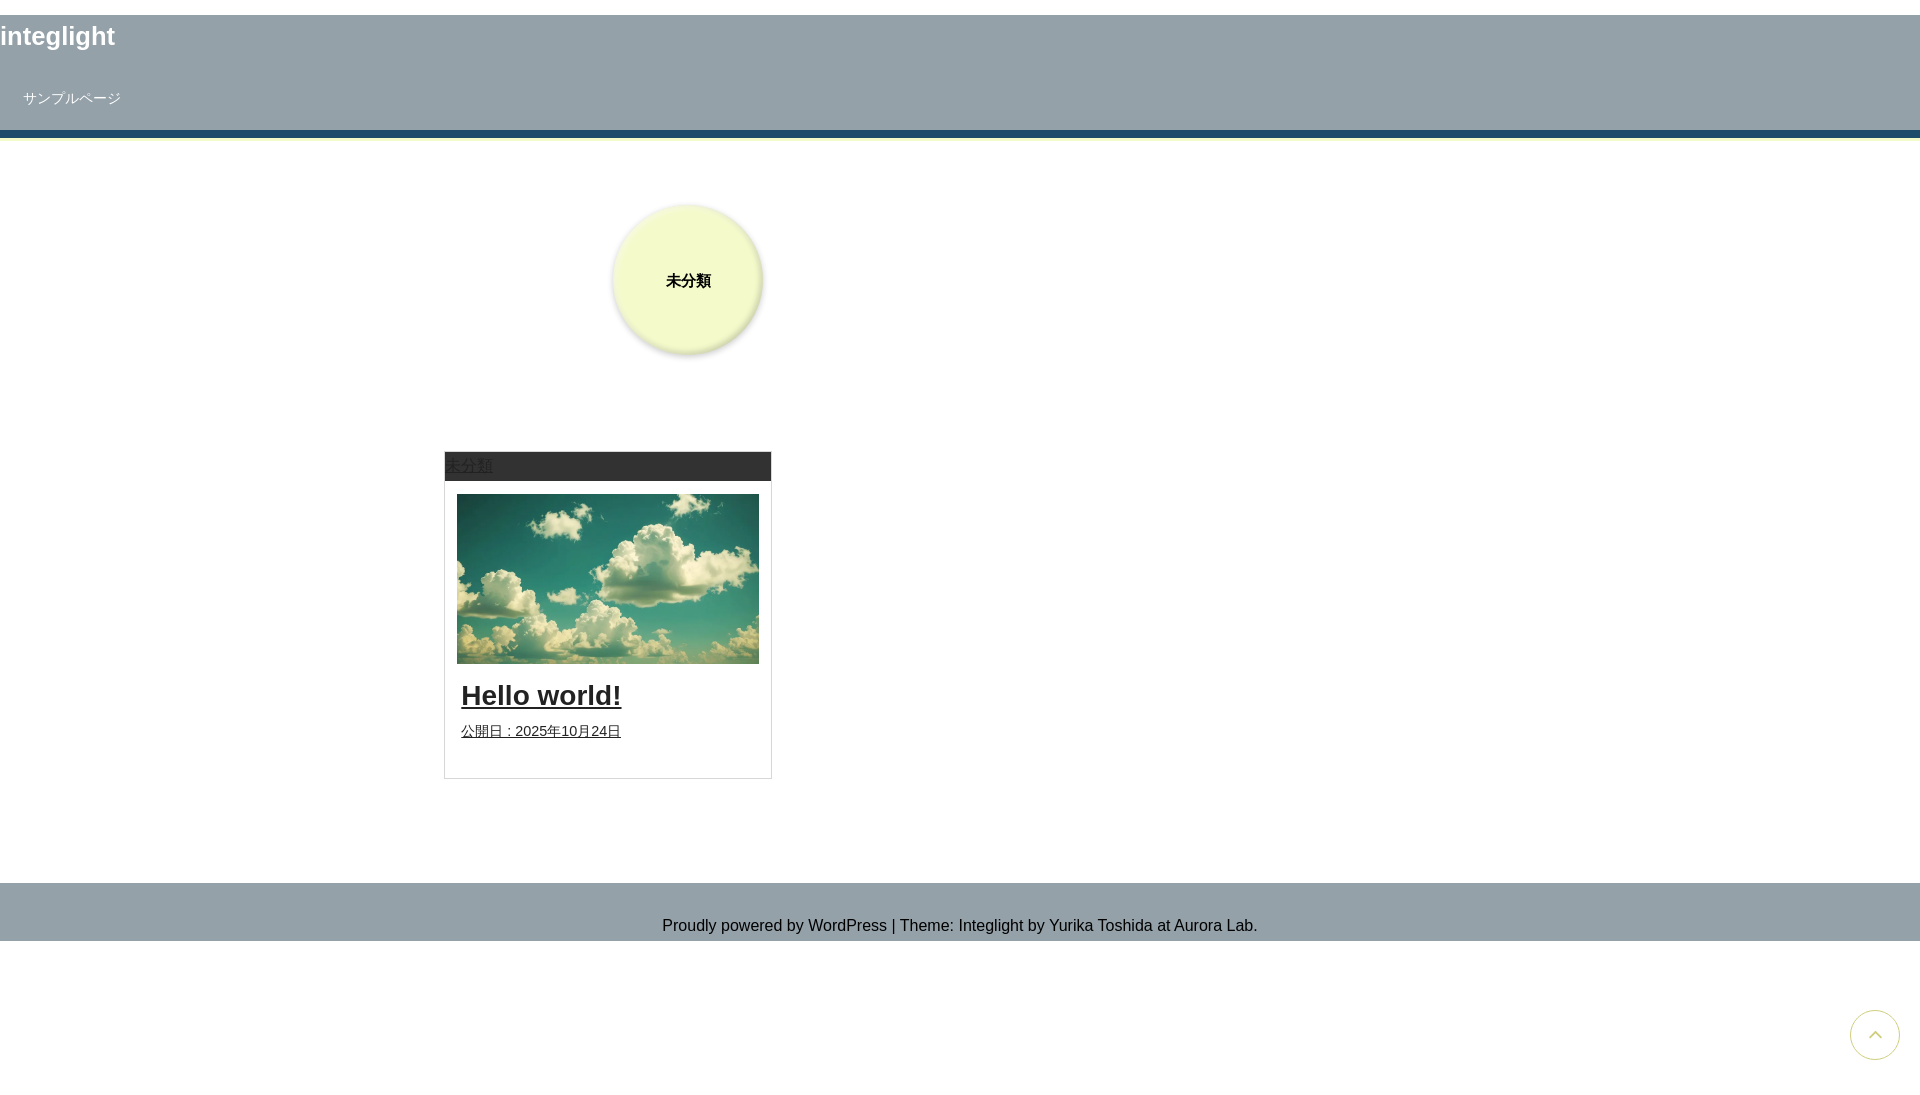 integlight
サンプルページ
未分類
未分類
Hello world!
公開日 : 2025年10月24日
Proudly powered by WordPress | Theme: Integlight by Yurika Toshida at Aurora Lab.